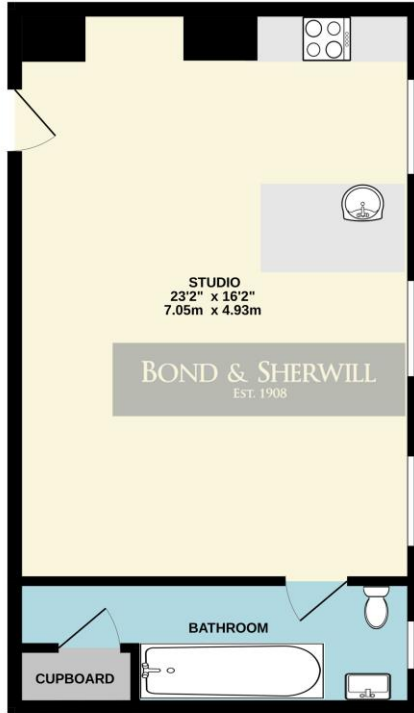 STUDIO
23'2" x 16'2"
7.05m x 4.93m
BOND & SHERWILL
EST. 1908
BATHROOM
CUPBOARD